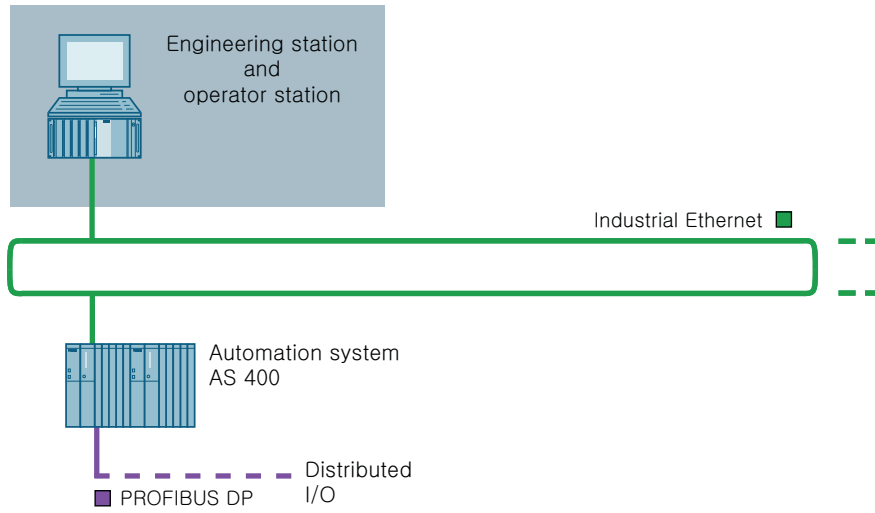 Engineering station
and
operator station
Industrial Ethernet
Automation system
AS 400
Distributed
I/O
PROFIBUS DP